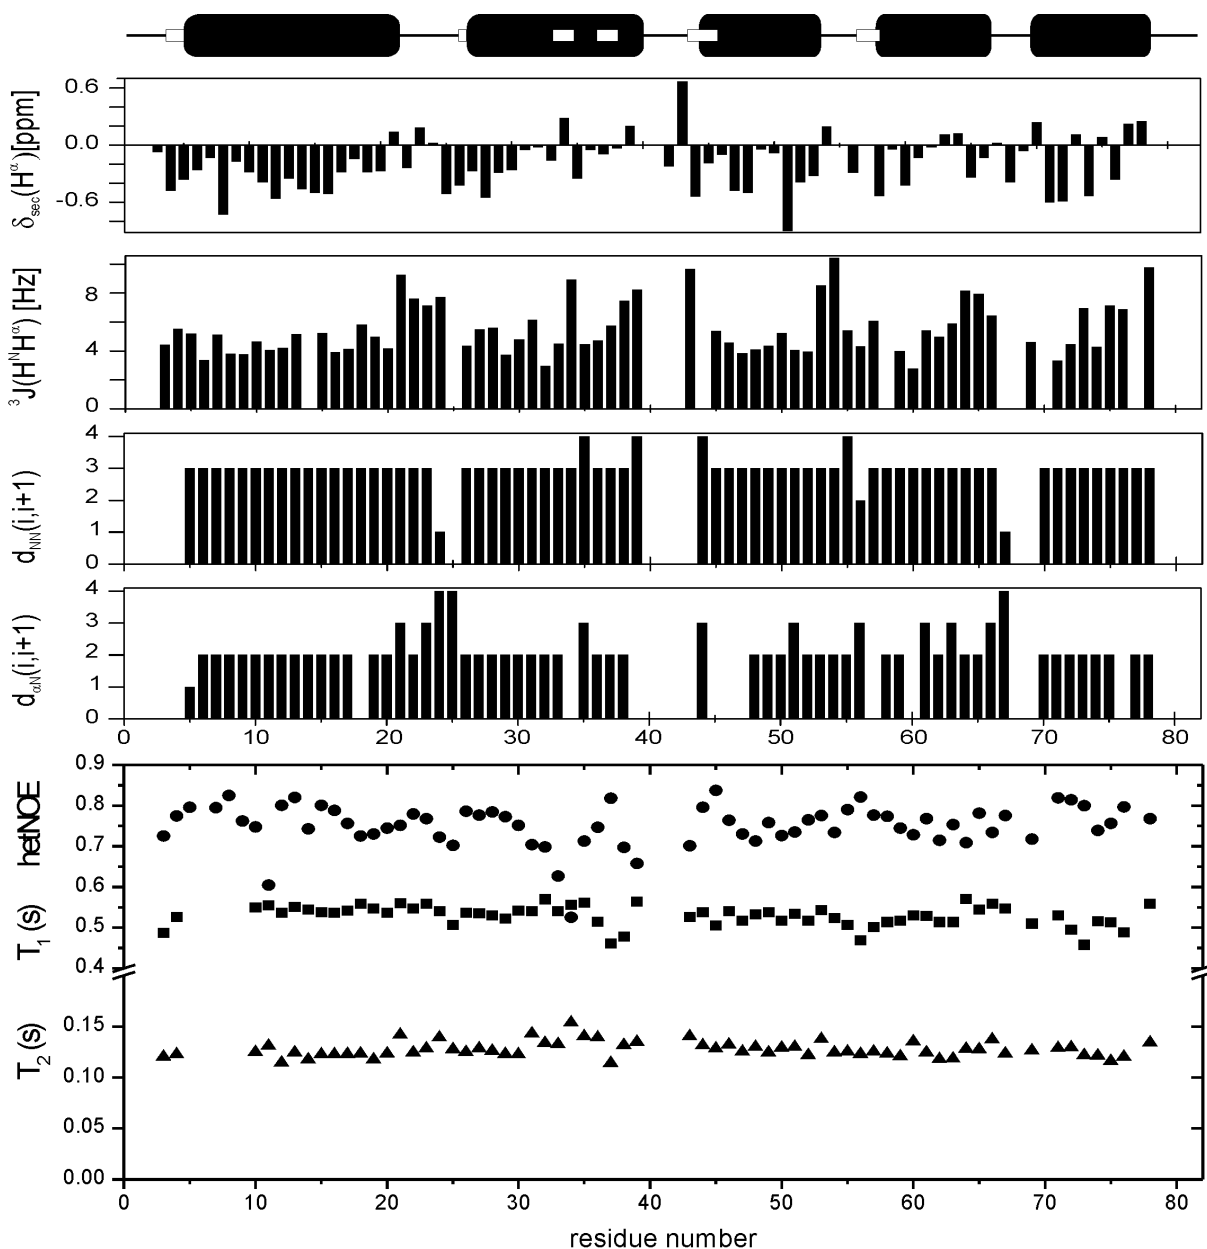 δsec(Hα)[ppm]
0.6
0.0
-0.6
3J(HNHα) [Hz]
8
4
0
dNN(i,i+1)
4
3
2
1
0
dαN(i,i+1)
4
3
2
1
0
0 10 20 30 40 50 60 70 80
hetNOE
T1 (s)
T2 (s)
0.9
0.8
0.7
0.6
0.5
0.4
0.15
0.10
0.05
0.00
0 10 20 30 40 50 60 70 80
residue number